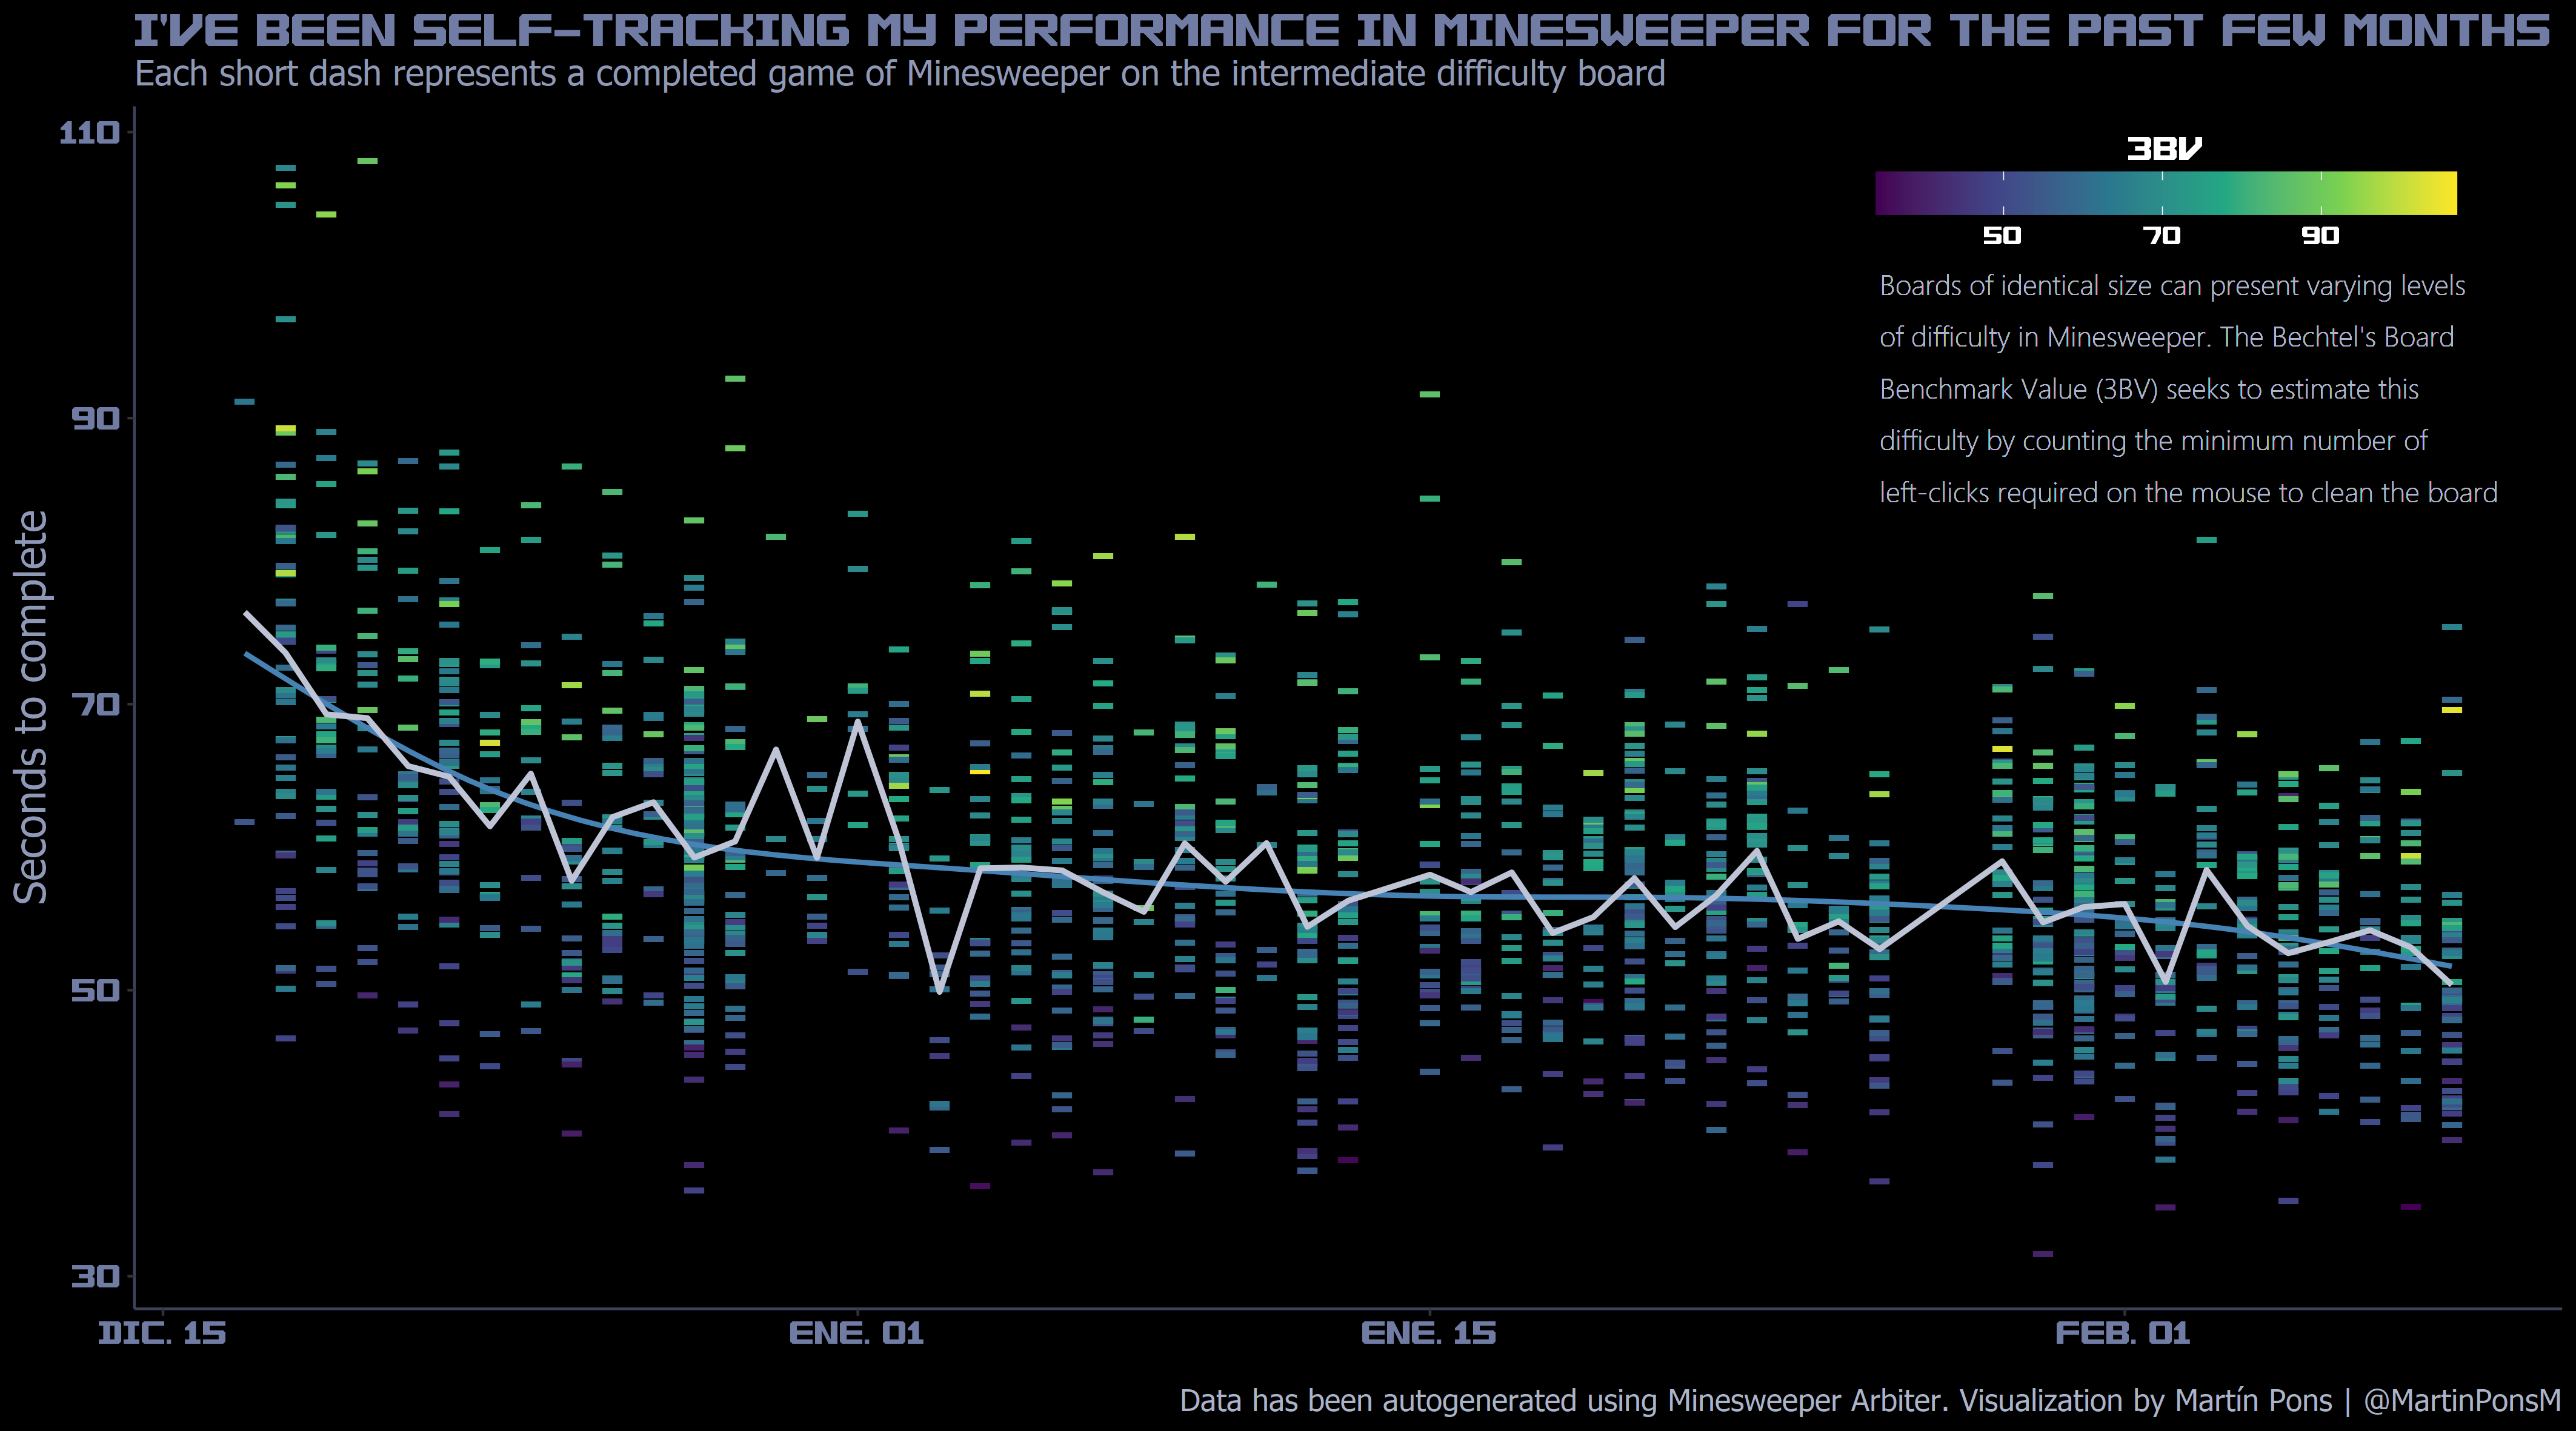 I'VE BEEN SELF-TRACKING MY PERFORMANCE IN MINESWEEPER FOR THE PAST FEW MONTHS
Each short dash represents a completed game of Minesweeper on the intermediate difficulty board
110
90
70
50
30
Seconds to complete
3BV
50 70 90
Boards of identical size can present varying levels
of difficulty in Minesweeper. The Bechtel's Board
Benchmark Value (3BV) seeks to estimate this
difficulty by counting the minimum number of
left-clicks required on the mouse to clean the board
DIC. 15 ENE. 01 ENE. 15 FEB. 01
Data has been autogenerated using Minesweeper Arbiter. Visualization by Martín Pons | @MartinPonsM